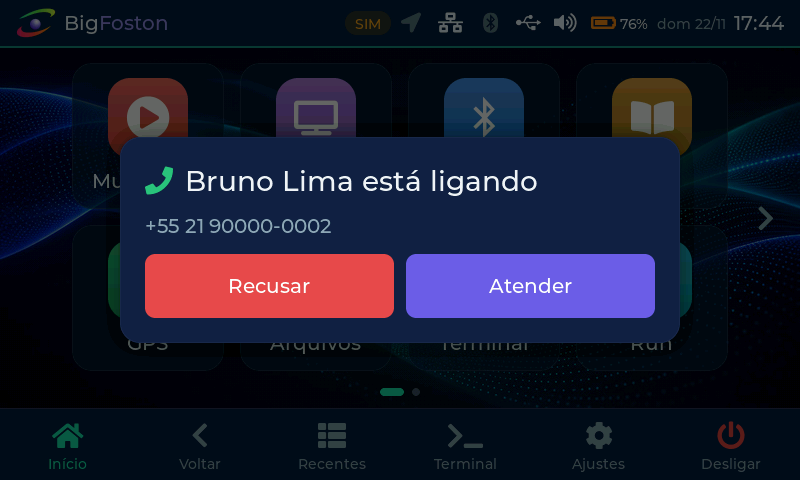 BigFoston
SIM
76%
dom 22/11
17:44
Bruno Lima está ligando
+55 21 90000-0002
Recusar
Atender
GPS
Arquivos
Terminal
Run
Início
Voltar
Recentes
Terminal
Ajustes
Desligar